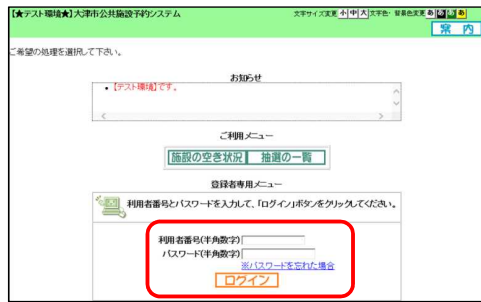 【★テスト環境★】大津市公共施設予約システム
文字サイズ変更 小 中 大 文字色・背景色変更 あ あ あ あ
案 内
ご希望の処理を選択して下さい。
お知らせ
• 【テスト環境】です。
ご利用メニュー
施設の空き状況 抽選の一覧
登録者専用メニュー
利用者番号とパスワードを入力して、「ログイン」ボタンをクリックしてください。
利用者番号(半角数字)
パスワード(半角数字)
※パスワードを忘れた場合
ログイン